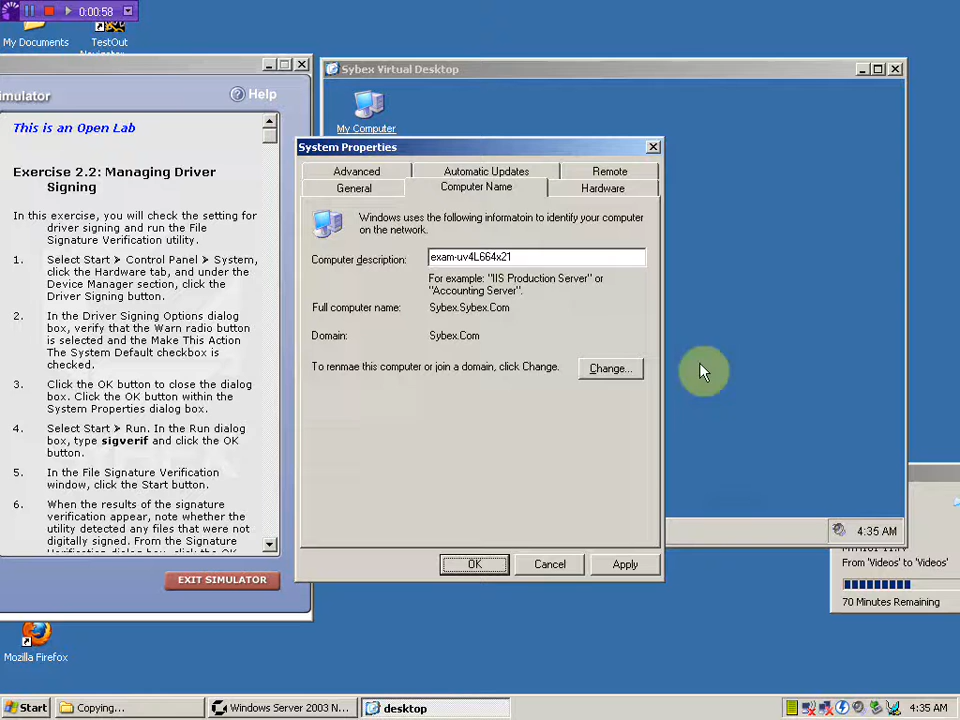 0:00:58
My Documents
TestOut
Navigator
imulator
Help
This is an Open Lab
Exercise 2.2: Managing Driver
Signing
In this exercise, you will check the setting for
driver signing and run the File
Signature Verification utility.
1. Select Start > Control Panel > System,
click the Hardware tab, and under the
Device Manager section, click the
Driver Signing button.
2. In the Driver Signing Options dialog
box, verify that the Warn radio button
is selected and the Make This Action
The System Default checkbox is
checked.
3. Click the OK button to close the dialog
box. Click the OK button within the
System Properties dialog box.
4. Select Start > Run. In the Run dialog
box, type sigverif and click the OK
button.
5. In the File Signature Verification
window, click the Start button.
6. When the results of the signature
verification appear, note whether the
utility detected any files that were not
digitally signed. From the Signature
Verification dialog box, click the OK
EXIT SIMULATOR
Mozilla Firefox
Sybex Virtual Desktop
My Computer
System Properties
Advanced
Automatic Updates
Remote
General
Computer Name
Hardware
Windows uses the following informatoin to identify your computer
on the network.
Computer description:
exam-uv4L664x21
For example: "IIS Production Server" or
"Accounting Server".
Full computer name:
Sybex.Sybex.Com
Domain:
Sybex.Com
To renmae this computer or join a domain, click Change.
Change...
OK
Cancel
Apply
4:35 AM
From 'Videos' to 'Videos'
70 Minutes Remaining
Start
Copying...
Windows Server 2003 N...
desktop
4:35 AM